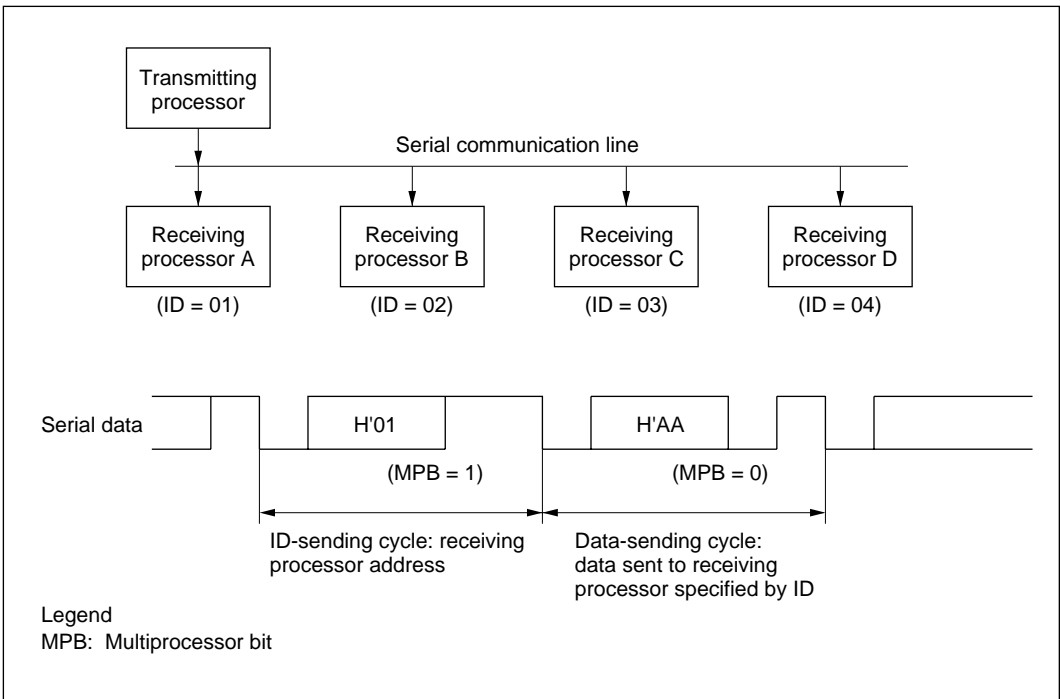 Transmitting
processor
Serial communication line
Receiving
processor A
Receiving
processor B
Receiving
processor C
Receiving
processor D
(ID = 01)
(ID = 02)
(ID = 03)
(ID = 04)
Serial data
H'01
H'AA
(MPB = 1)
(MPB = 0)
ID-sending cycle: receiving
processor address
Data-sending cycle:
data sent to receiving
processor specified by ID
Legend
MPB: Multiprocessor bit